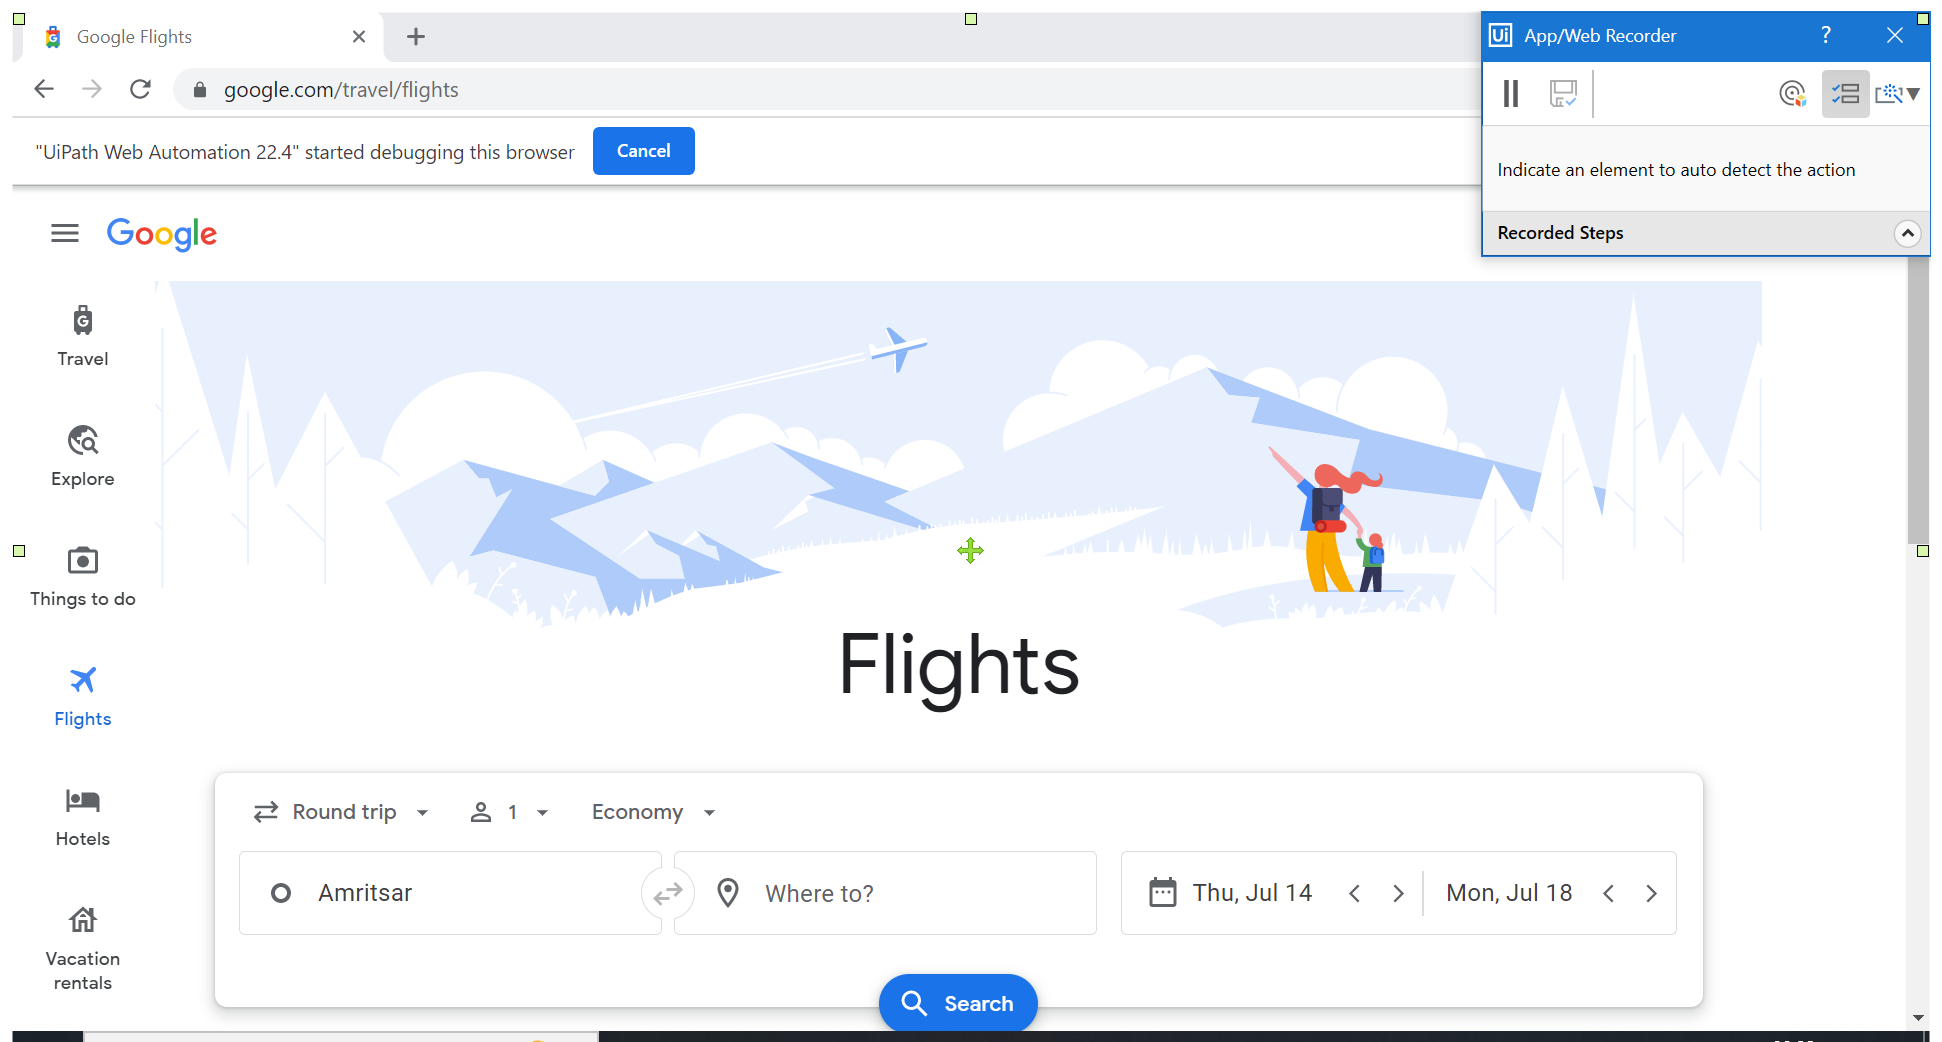 Google Flights
Ui App/Web Recorder ?
google.com/travel/flights
"UiPath Web Automation 22.4" started debugging this browser
Cancel
Indicate an element to auto detect the action
Recorded Steps
Google
G
Travel
Explore
Things to do
Flights
Hotels
Vacation
rentals
Flights
Round trip 1 Economy
Amritsar Where to? Thu, Jul 14 Mon, Jul 18
Search